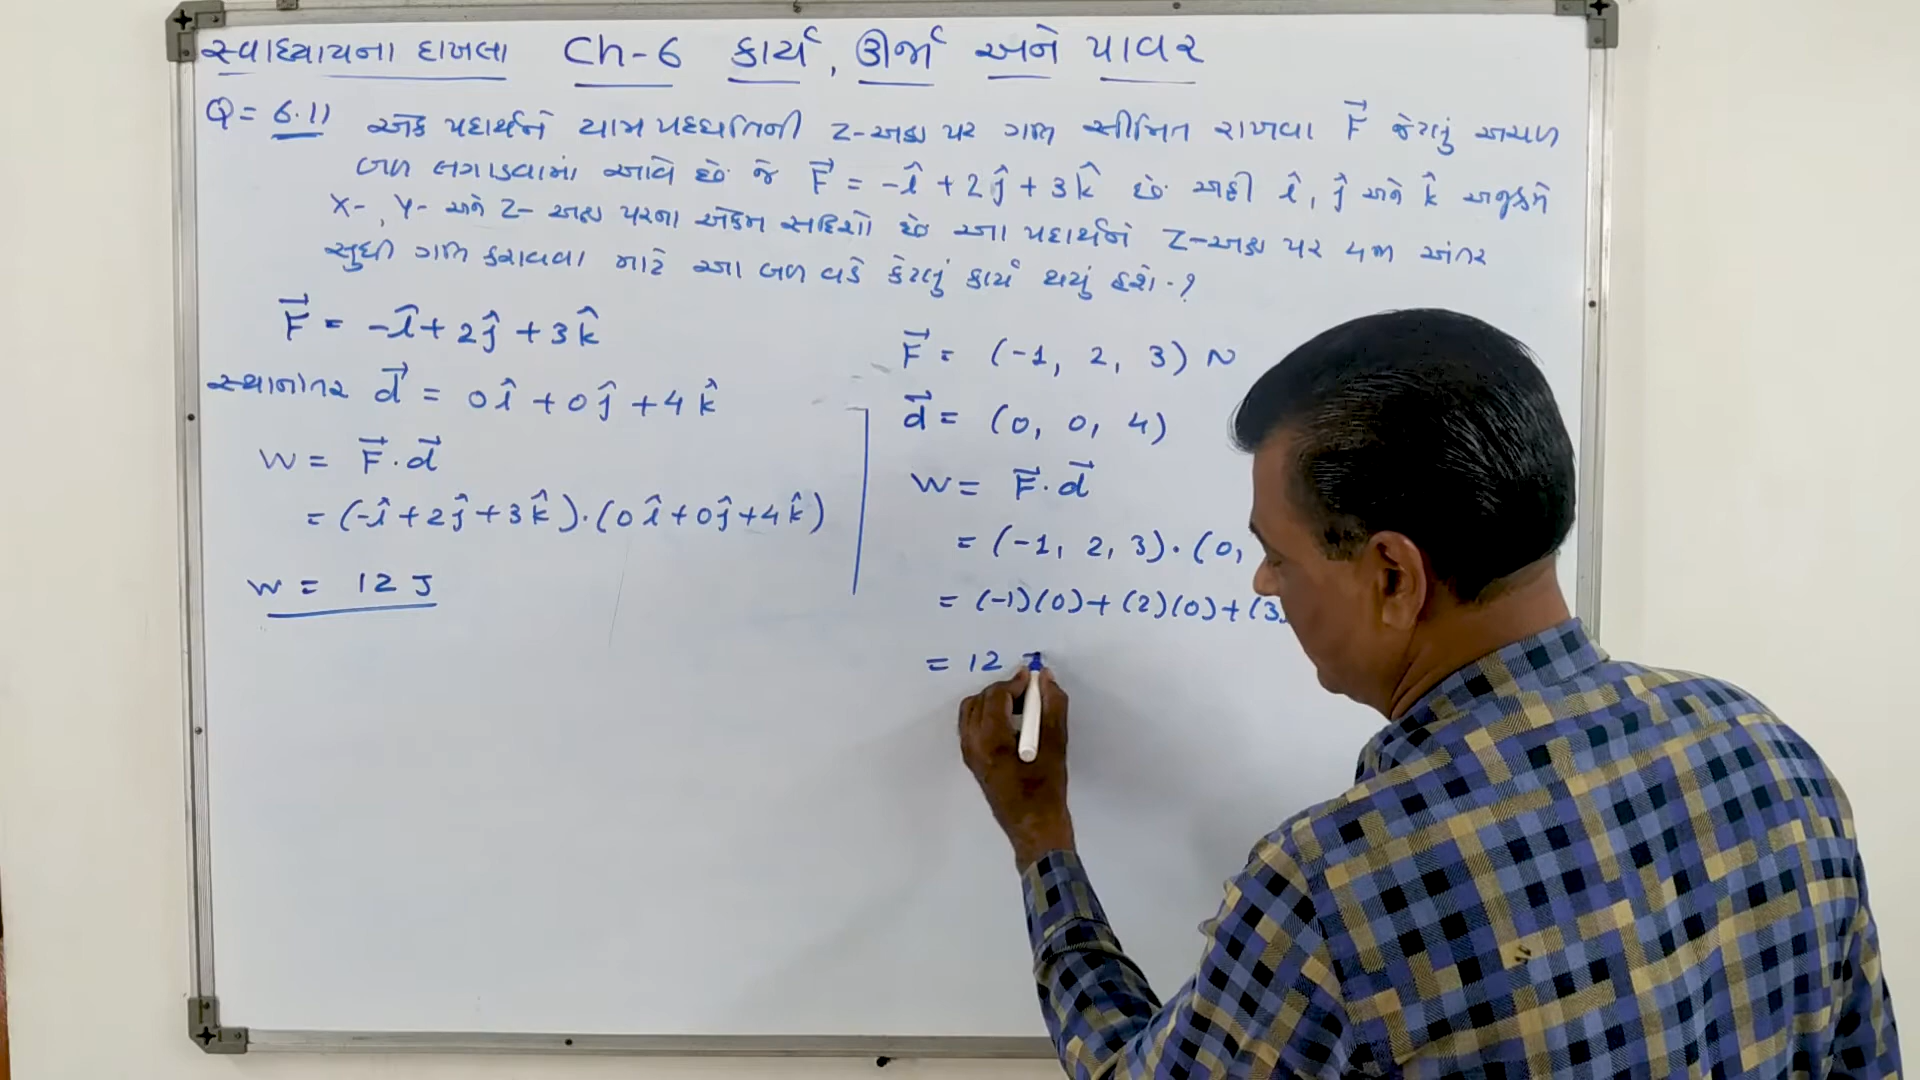 સ્વાધ્યાયના દાખલા Ch-6 કાર્ય, ઊર્જા અને પાવર
Q = 6.11 એક પદાર્થને યામ પદ્ધતિની Z-અક્ષ પર ગતિ સીમિત રાખવા F⃗ જેટલું અચળ
બળ લગાડવામાં આવે છે જે F⃗ = -î + 2ĵ + 3k̂ છે અહીં î, ĵ અને k̂ અનુક્રમે
X-, Y- અને Z- અક્ષ પરના એકમ સદિશો છે આ પદાર્થને Z-અક્ષ પર 4m અંતર
સુધી ગતિ કરાવવા માટે આ બળ વડે કેટલું કાર્ય થયું હશે.?
F⃗ = -î + 2ĵ + 3k̂
સ્થાનાંતર d⃗ = 0î + 0ĵ + 4k̂
W = F⃗.d⃗
= (-î + 2ĵ + 3k̂).(0î + 0ĵ + 4k̂)
W = 12 J
F⃗ = (-1, 2, 3) N
d⃗ = (0, 0, 4)
W = F⃗.d⃗
= (-1, 2, 3).(0,
= (-1)(0) + (2)(0) + (3
= 12